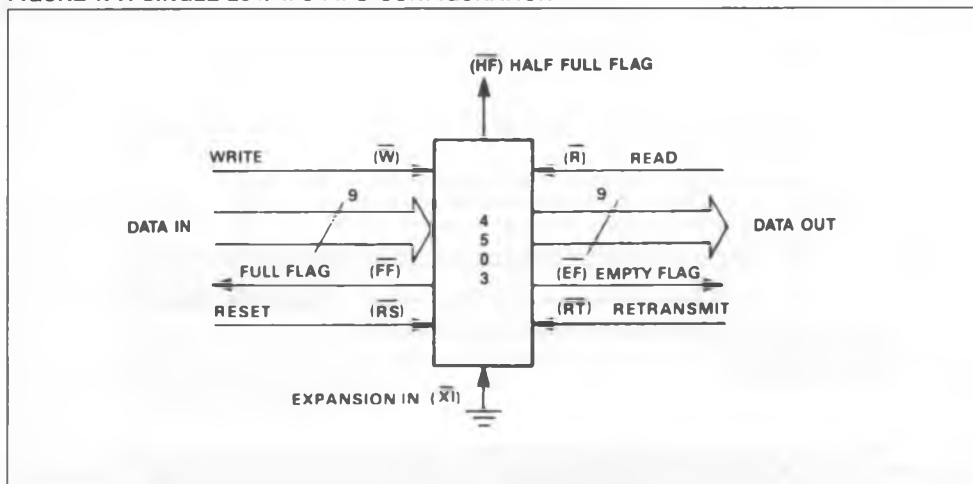 (HF) HALF FULL FLAG
WRITE (W) (R) READ
9 9
DATA IN DATA OUT
4
5
0
3
FULL FLAG (FF) (EF) EMPTY FLAG
RESET (RS) (RT) RETRANSMIT
EXPANSION IN (XI)